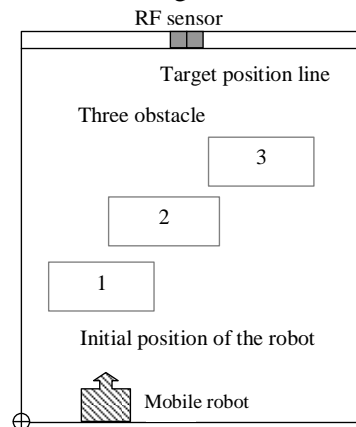 RF sensor
Target position line
Three obstacle
3
2
1
Initial position of the robot
Mobile robot